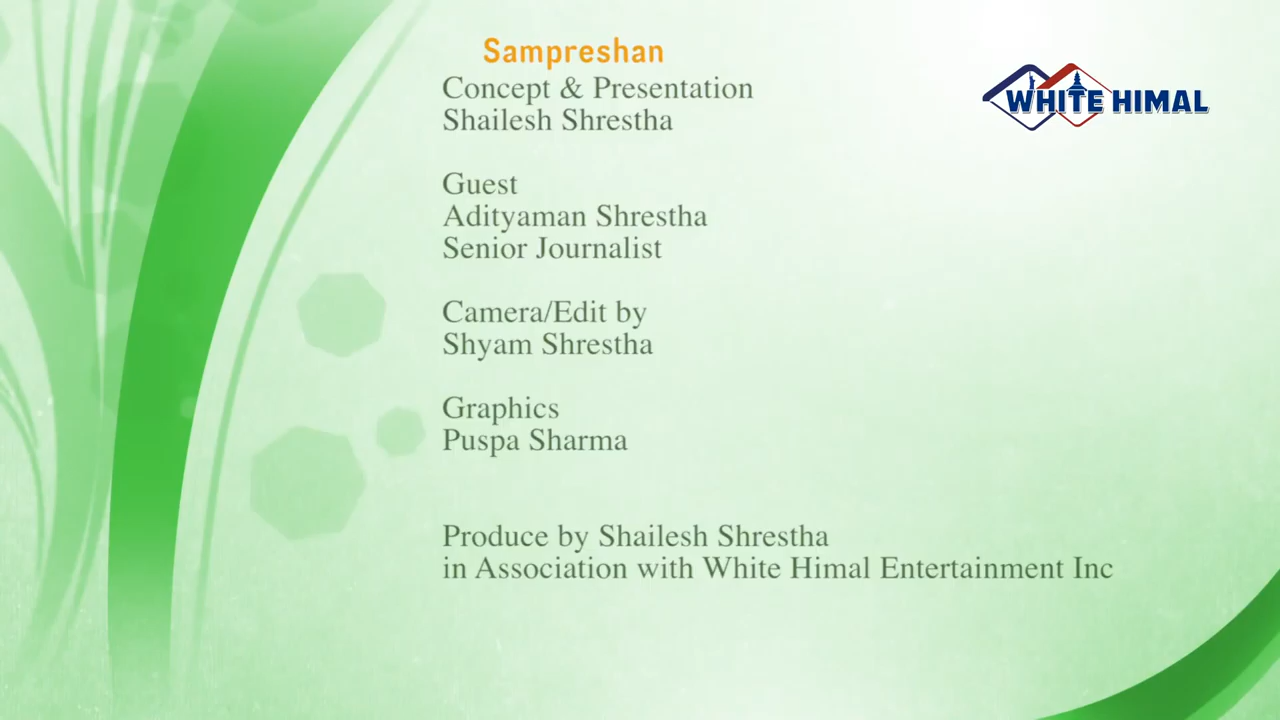 Sampreshan
Concept & Presentation
Shailesh Shrestha
WHITE HIMAL
Guest
Adityaman Shrestha
Senior Journalist
Camera/Edit by
Shyam Shrestha
Graphics
Puspa Sharma
Produce by Shailesh Shrestha
in Association with White Himal Entertainment Inc